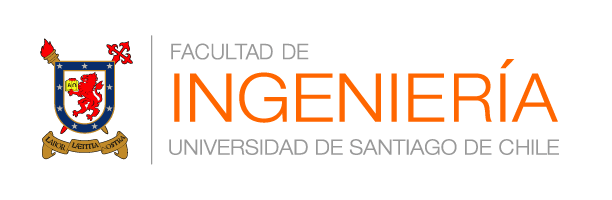 FACULTAD DE
INGENIERÍA
UNIVERSIDAD DE SANTIAGO DE CHILE
LABOR LÆTITIA NOSTRA